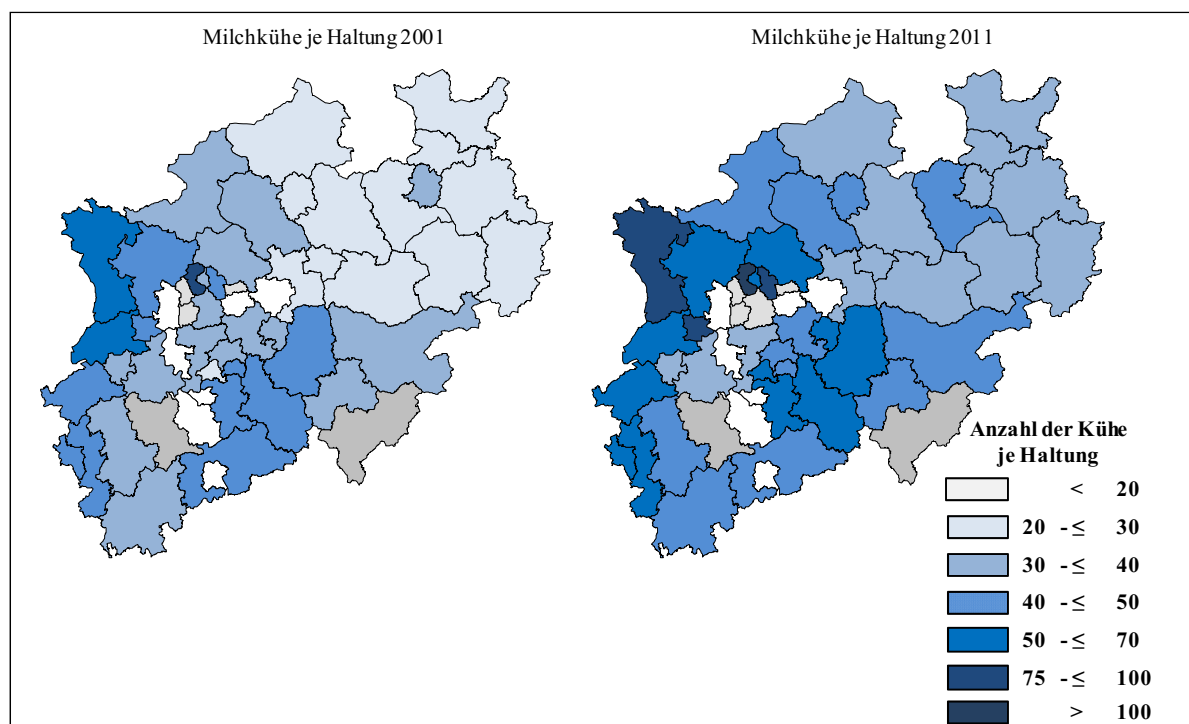 Milchkühe je Haltung 2001
Milchkühe je Haltung 2011
Anzahl der Kühe
je Haltung
< 20
20 - ≤ 30
30 - ≤ 40
40 - ≤ 50
50 - ≤ 70
75 - ≤ 100
> 100